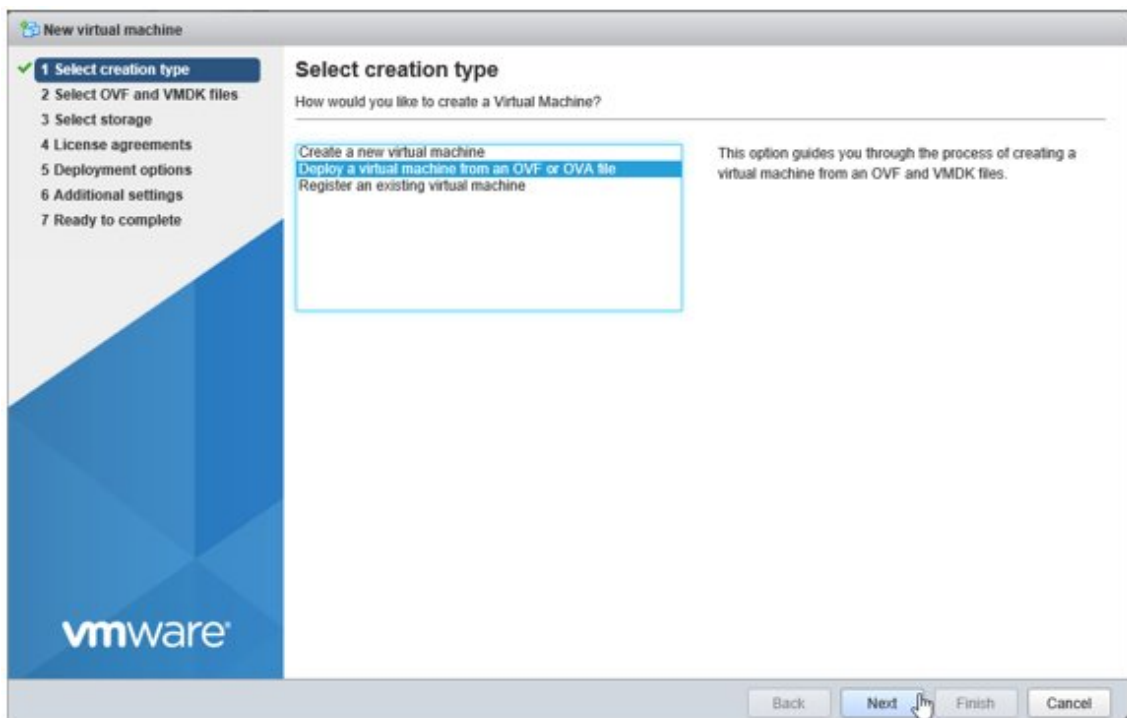 New virtual machine
1 Select creation type
2 Select OVF and VMDK files
3 Select storage
4 License agreements
5 Deployment options
6 Additional settings
7 Ready to complete
Select creation type
How would you like to create a Virtual Machine?
Create a new virtual machine
Deploy a virtual machine from an OVF or OVA file
Register an existing virtual machine
This option guides you through the process of creating a
virtual machine from an OVF and VMDK files.
vmware®
Back Next Finish Cancel